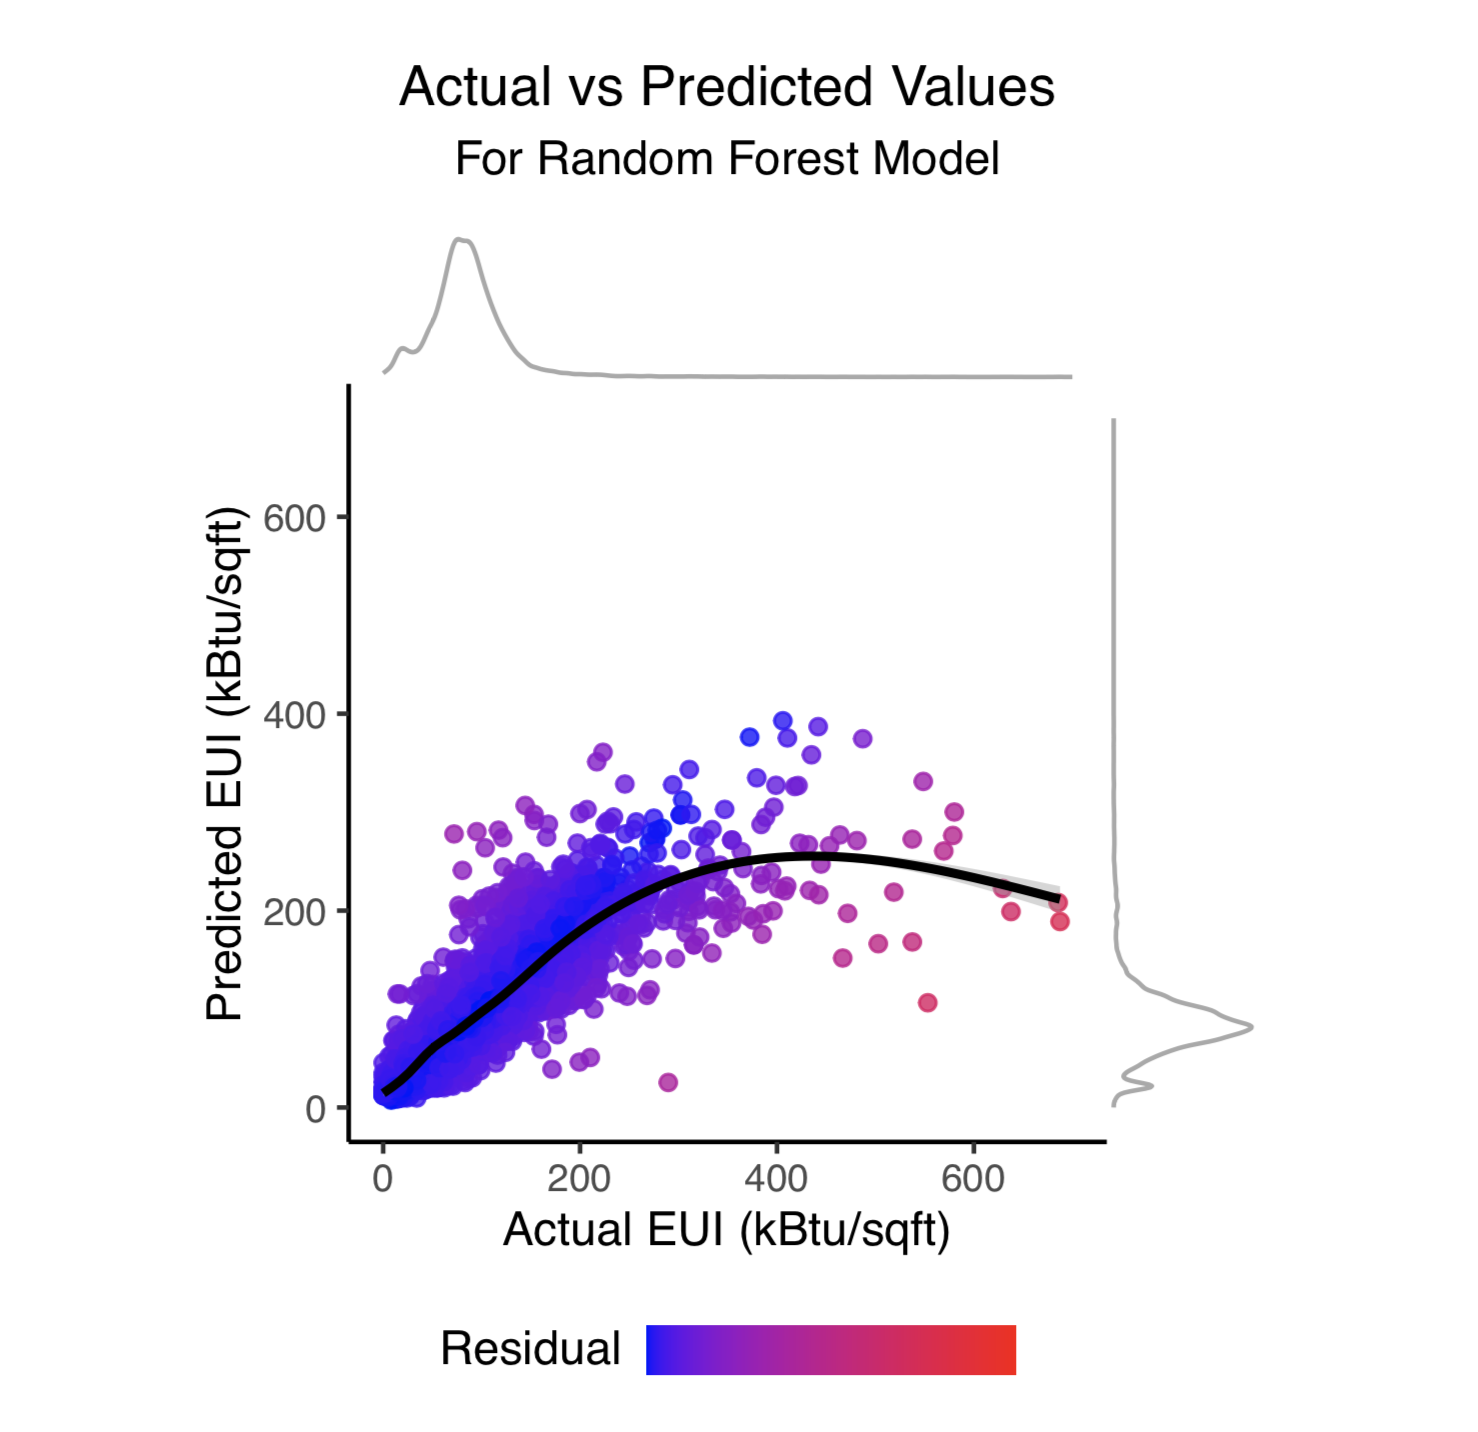 Actual vs Predicted Values
For Random Forest Model
Predicted EUI (kBtu/sqft)
600
400
200
0
0 200 400 600
Actual EUI (kBtu/sqft)
Residual